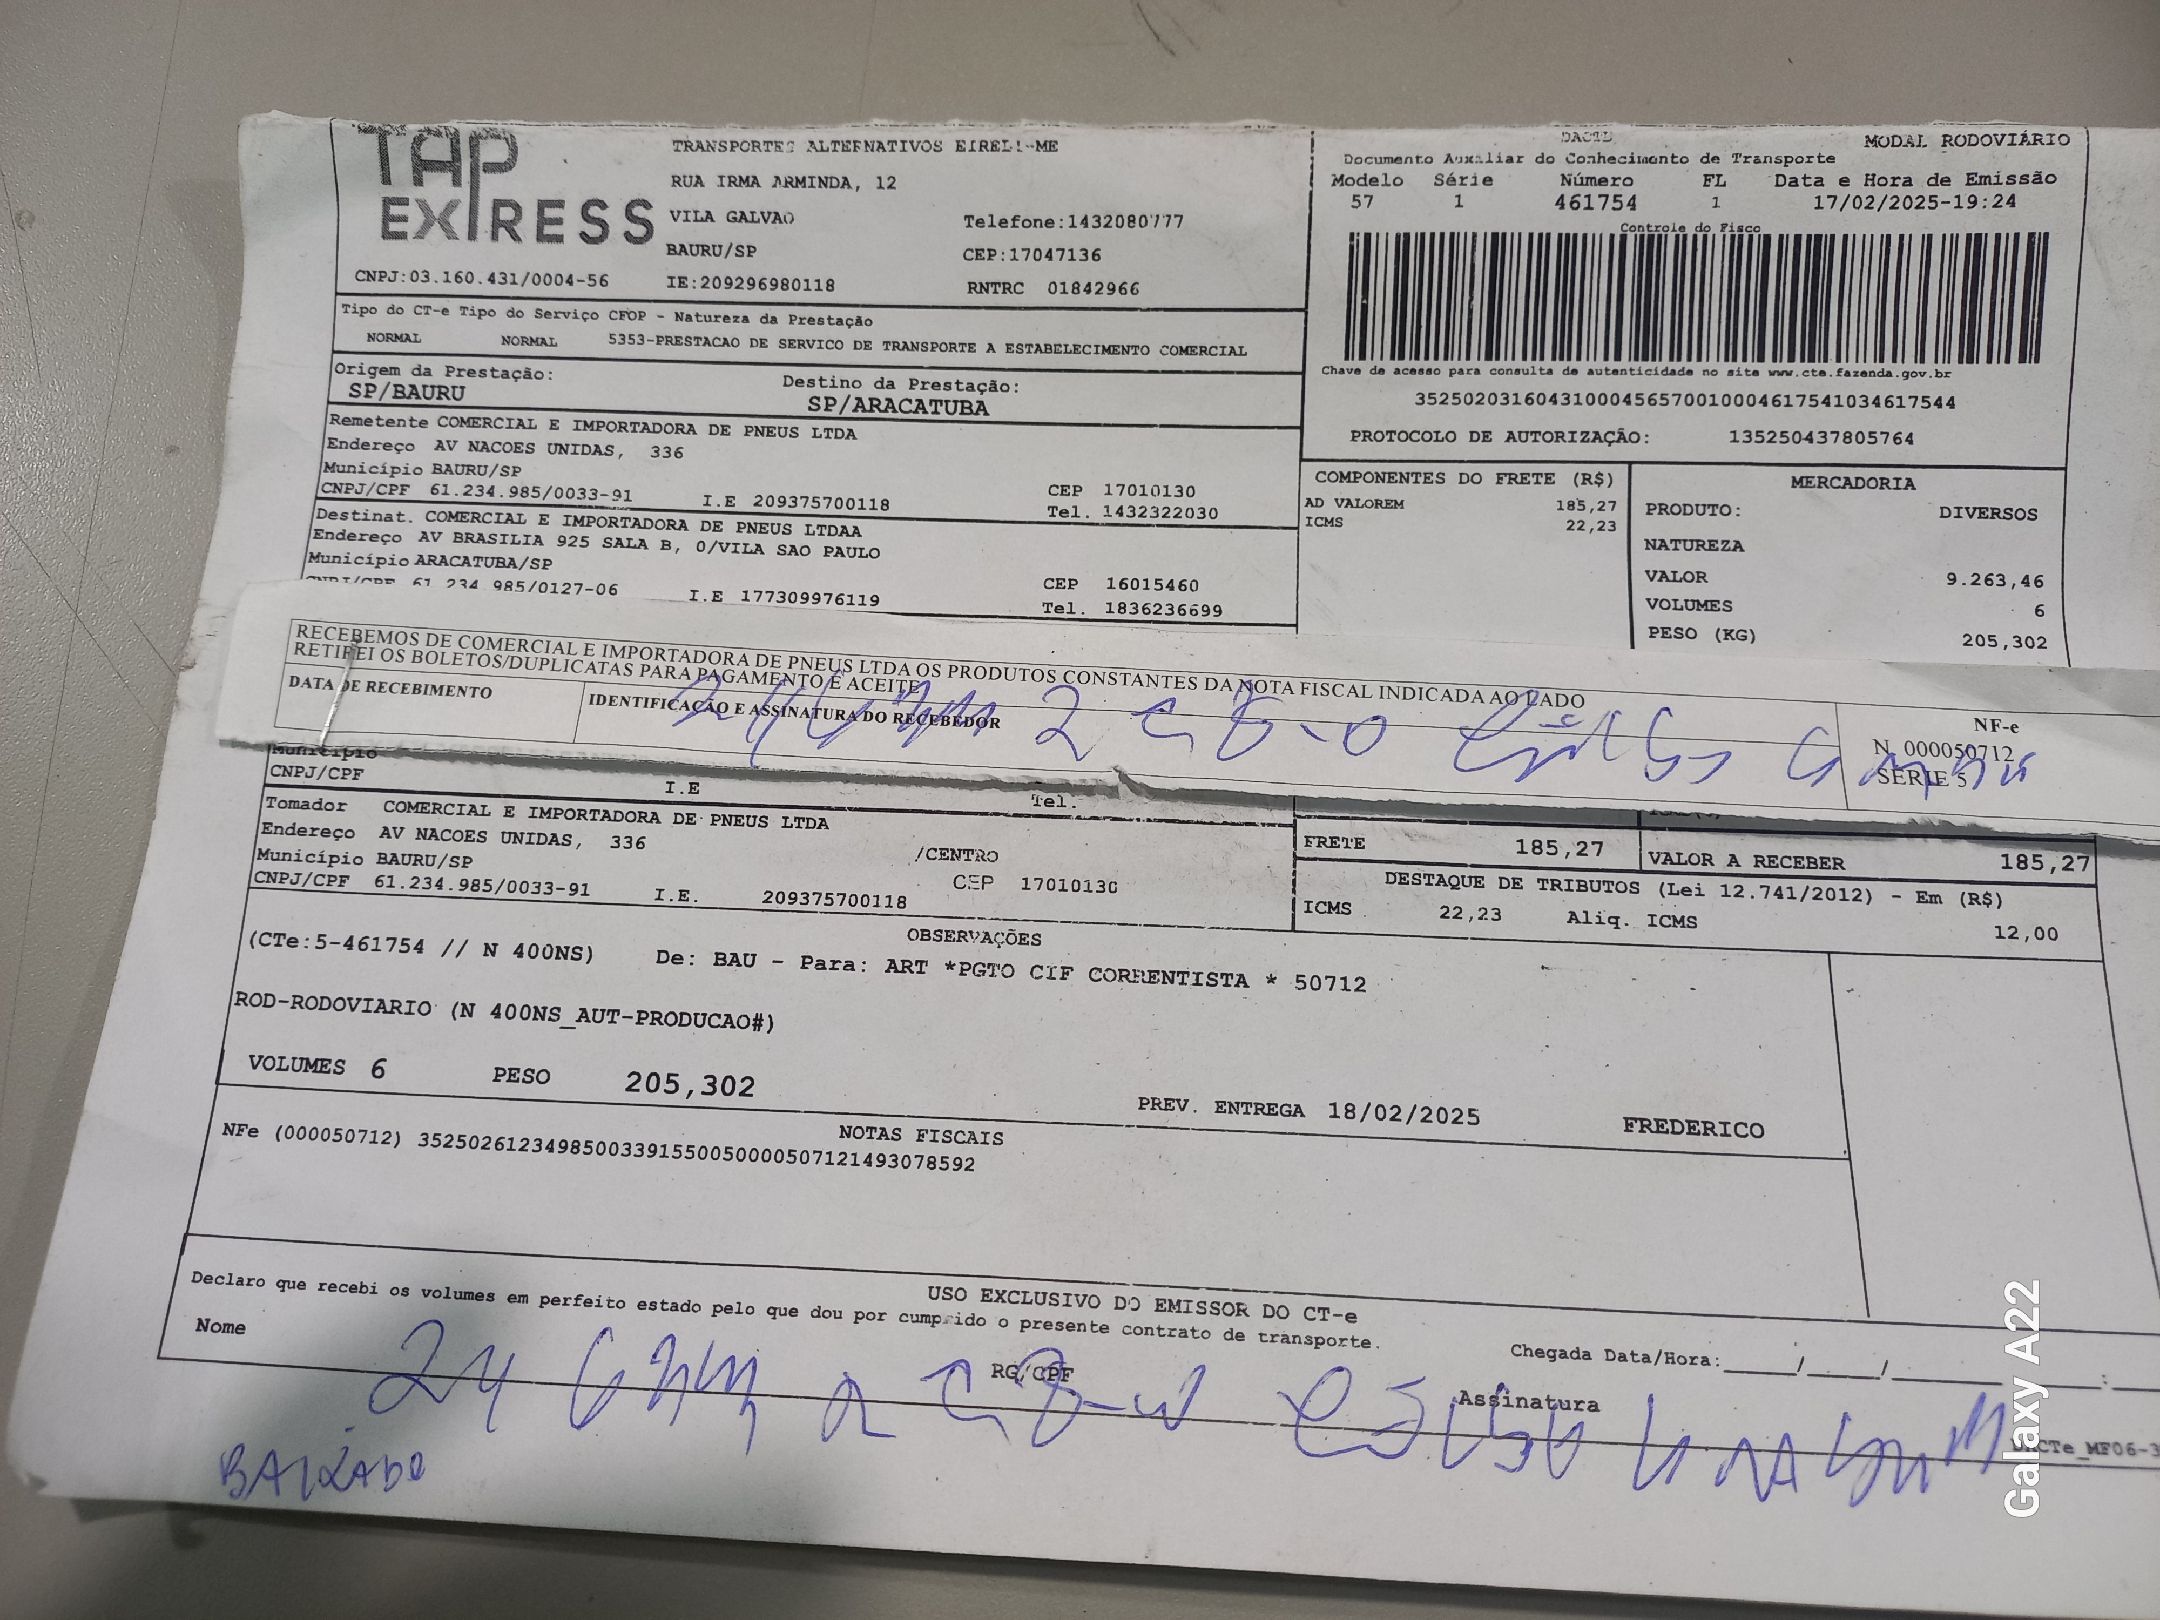 TAP EXPRESS
TRANSPORTES ALTERNATIVOS EIRELI-ME
RUA IRMA ARMINDA, 12
VILA GALVAO
Telefone:1432080777
BAURU/SP
CEP:17047136
CNPJ:03.160.431/0004-56
IE:209296980118
RNTRC 01842966
DACTE
MODAL RODOVIÁRIO
Documento Auxiliar do Conhecimento de Transporte
Modelo Série Número FL Data e Hora de Emissão
57 1 461754 1 17/02/2025-19:24
Controle do Fisco
Chave de acesso para consulta de autenticidade no site www.cte.fazenda.gov.br
35250203160431000456570010004617541034617544
PROTOCOLO DE AUTORIZAÇÃO: 135250437805764
Tipo do CT-e Tipo do Serviço CFOP - Natureza da Prestação
NORMAL NORMAL 5353-PRESTACAO DE SERVICO DE TRANSPORTE A ESTABELECIMENTO COMERCIAL
Origem da Prestação:
SP/BAURU
Destino da Prestação:
SP/ARACATUBA
Remetente COMERCIAL E IMPORTADORA DE PNEUS LTDA
Endereço AV NACOES UNIDAS, 336
Município BAURU/SP
CEP 17010130
CNPJ/CPF 61.234.985/0033-91 I.E 209375700118 Tel. 1432322030
Destinat. COMERCIAL E IMPORTADORA DE PNEUS LTDAA
Endereço AV BRASILIA 925 SALA B, 0/VILA SAO PAULO
Município ARACATUBA/SP
CEP 16015460
CNPJ/CPF 61.234.985/0127-06 I.E 177309976119 Tel. 1836236699
COMPONENTES DO FRETE (R$)
AD VALOREM 185,27
ICMS 22,23
MERCADORIA
PRODUTO: DIVERSOS
NATUREZA
VALOR 9.263,46
VOLUMES 6
PESO (KG) 205,302
RECEBEMOS DE COMERCIAL E IMPORTADORA DE PNEUS LTDA OS PRODUTOS CONSTANTES DA NOTA FISCAL INDICADA AO LADO
RETIREI OS BOLETOS/DUPLICATAS PARA PAGAMENTO E ACEITE
DATA DE RECEBIMENTO
IDENTIFICAÇÃO E ASSINATURA DO RECEBEDOR
NF-e
N 000050712
SÉRIE 5
Município
CNPJ/CPF I.E Tel.
Tomador COMERCIAL E IMPORTADORA DE PNEUS LTDA
Endereço AV NACOES UNIDAS, 336 /CENTRO
Município BAURU/SP CEP 17010130
CNPJ/CPF 61.234.985/0033-91 I.E. 209375700118
FRETE 185,27 VALOR A RECEBER 185,27
DESTAQUE DE TRIBUTOS (Lei 12.741/2012) - Em (R$)
ICMS 22,23 Aliq. ICMS 12,00
OBSERVAÇÕES
(CTe:5-461754 // N 400NS) De: BAU - Para: ART *PGTO CIF CORRENTISTA * 50712
ROD-RODOVIARIO (N 400NS_AUT-PRODUCAO#)
VOLUMES 6 PESO 205,302
PREV. ENTREGA 18/02/2025 FREDERICO
NOTAS FISCAIS
NFe (000050712) 35250261234985003391550050000507121493078592
USO EXCLUSIVO DO EMISSOR DO CT-e
Declaro que recebi os volumes em perfeito estado pelo que dou por cumprido o presente contrato de transporte.
Nome
RG/CPF
Assinatura
Chegada Data/Hora:____/____/____ :
DACTe_MF06-3
BAIXADO
Galaxy A22